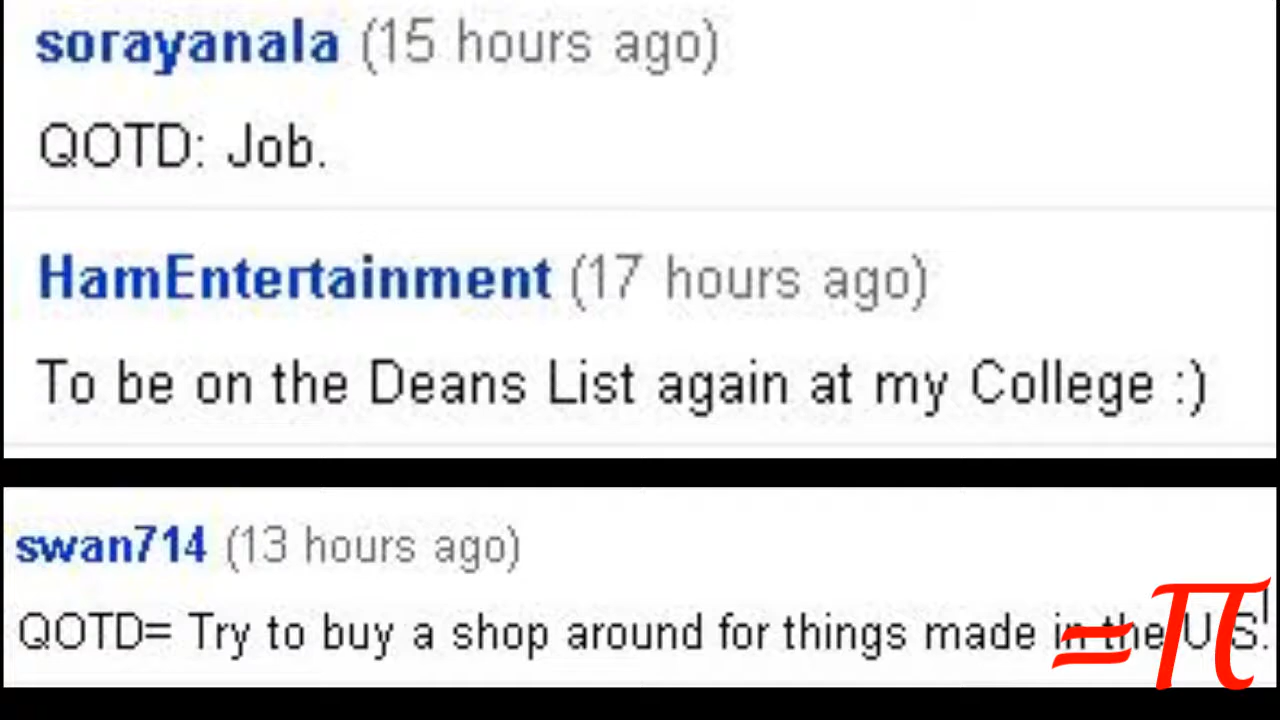 sorayanala (15 hours ago)
QOTD: Job.
HamEntertainment (17 hours ago)
To be on the Deans List again at my College :)
swan714 (13 hours ago)
QOTD= Try to buy a shop around for things made in the U.S.
=π